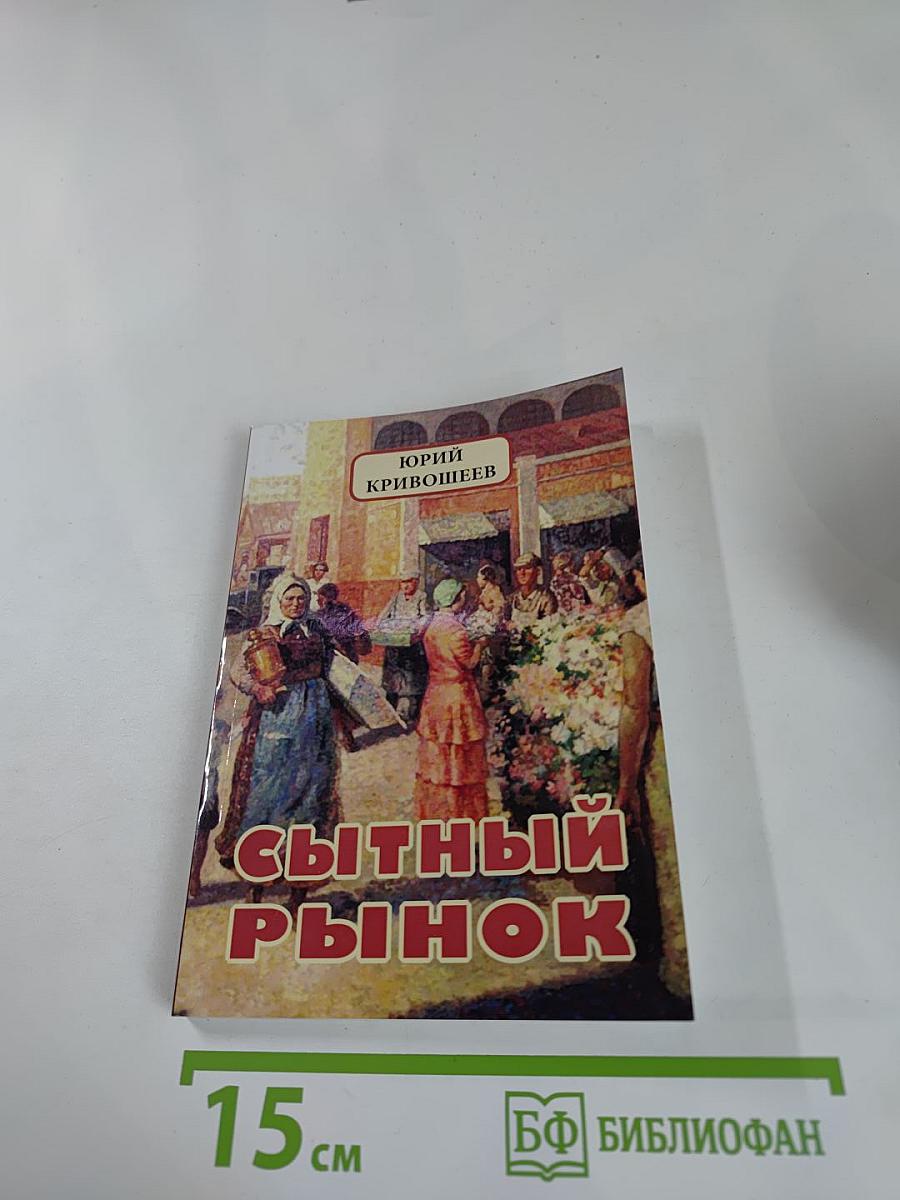 ЮРИЙ
КРИВОШЕЕВ
СЫТНЫЙ
РЫНОК
15 см
БФ БИБЛИОФАН